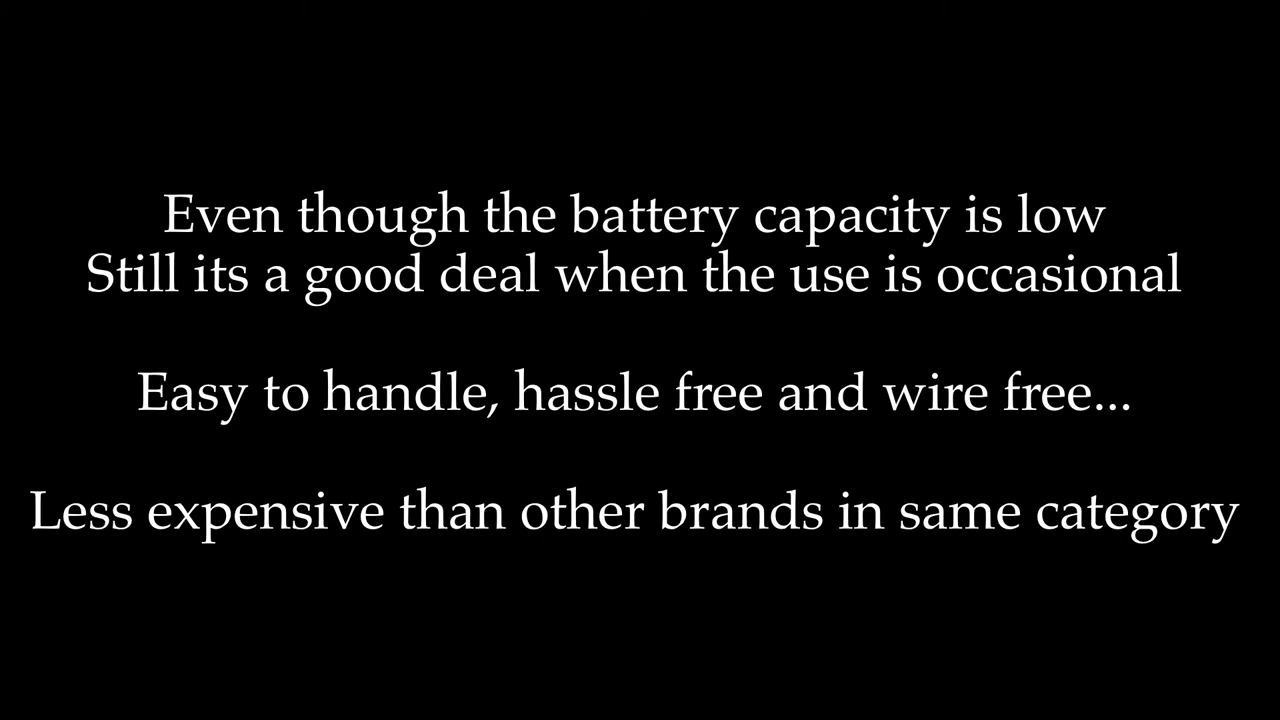 Even though the battery capacity is low
Still its a good deal when the use is occasional
Easy to handle, hassle free and wire free...
Less expensive than other brands in same category